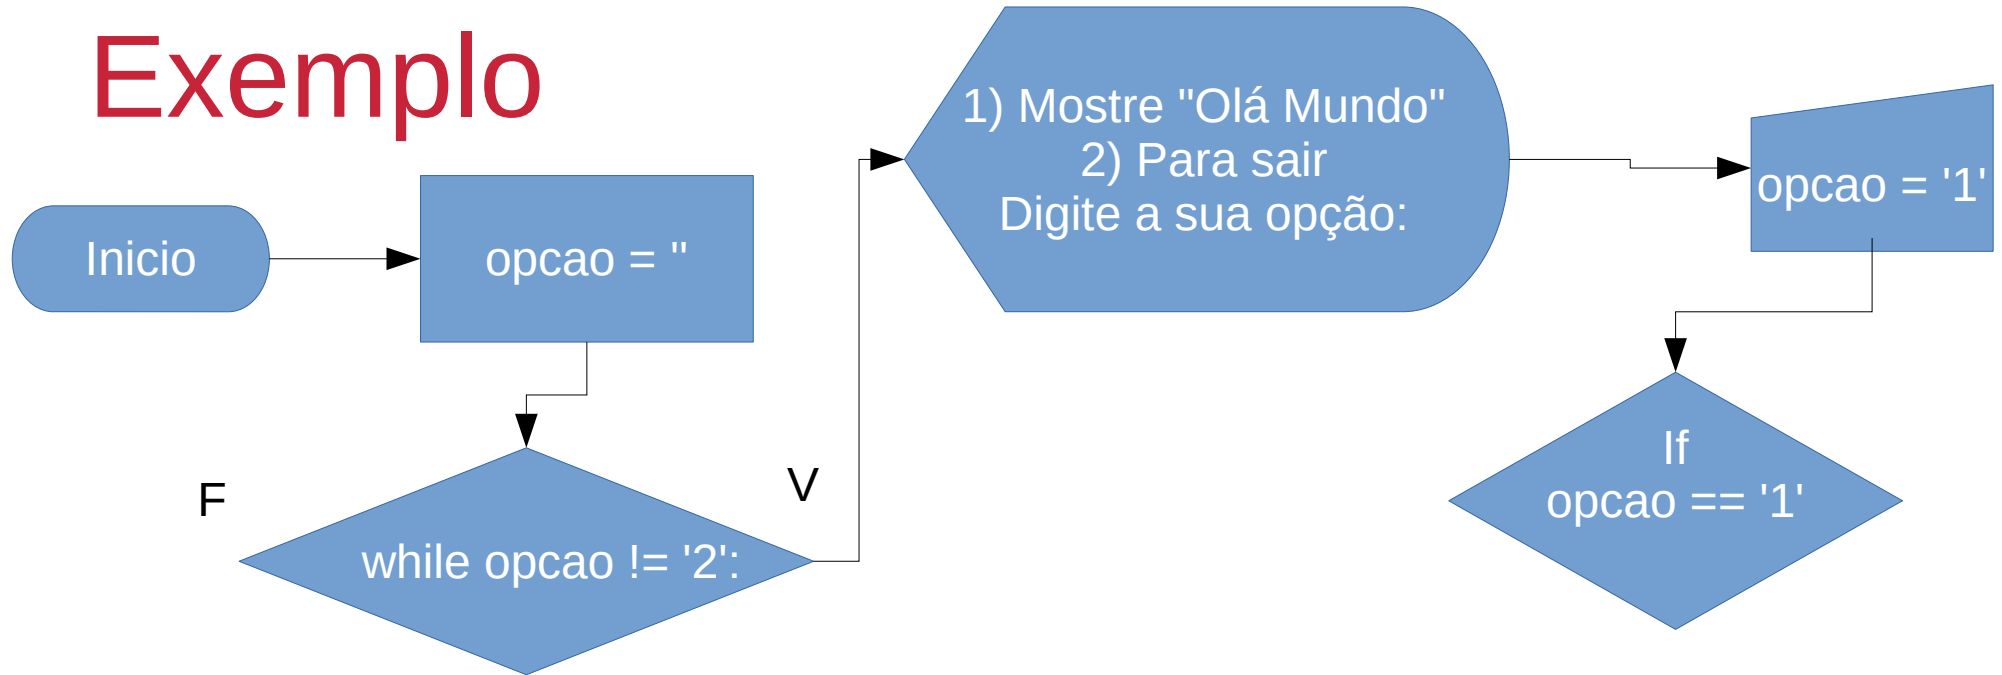 Exemplo
Inicio
opcao = ''
F
while opcao != '2':
V
1) Mostre "Olá Mundo"
2) Para sair
Digite a sua opção:
opcao = '1'
If
opcao == '1'